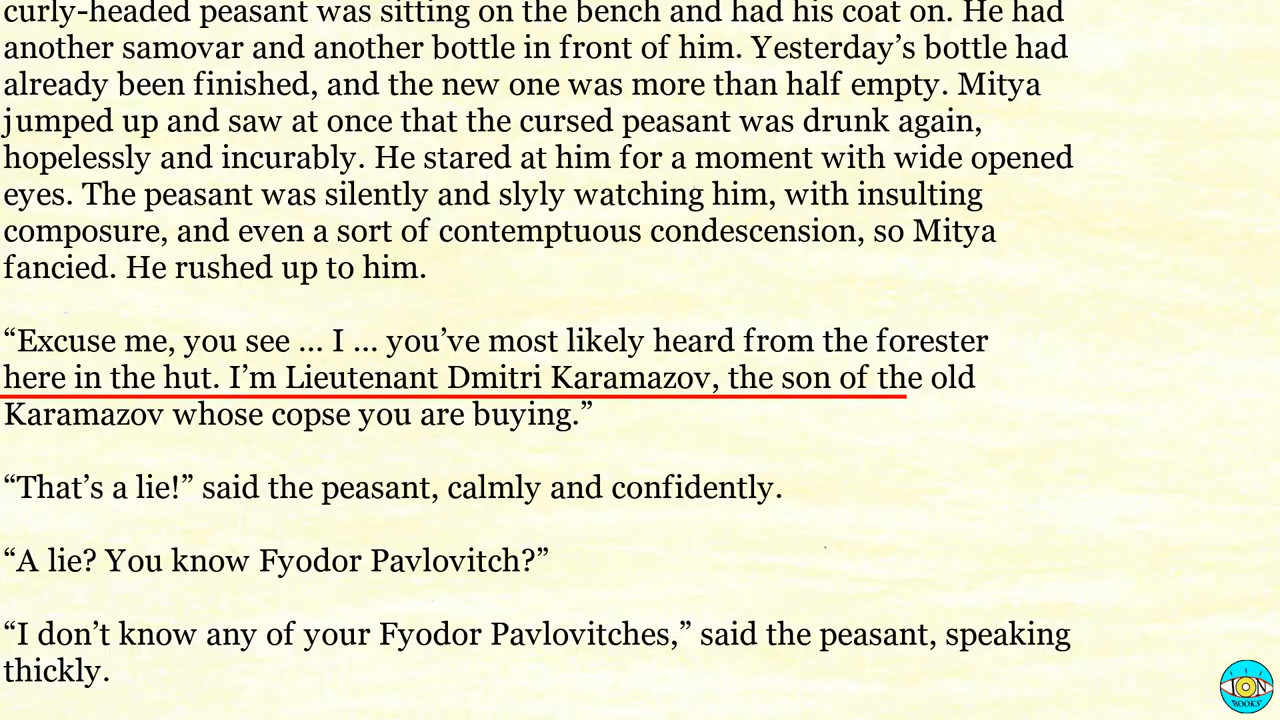 curly-headed peasant was sitting on the bench and had his coat on. He had
another samovar and another bottle in front of him. Yesterday’s bottle had
already been finished, and the new one was more than half empty. Mitya
jumped up and saw at once that the cursed peasant was drunk again,
hopelessly and incurably. He stared at him for a moment with wide opened
eyes. The peasant was silently and slyly watching him, with insulting
composure, and even a sort of contemptuous condescension, so Mitya
fancied. He rushed up to him.
“Excuse me, you see ... I ... you’ve most likely heard from the forester
here in the hut. I’m Lieutenant Dmitri Karamazov, the son of the old
Karamazov whose copse you are buying.”
“That’s a lie!” said the peasant, calmly and confidently.
“A lie? You know Fyodor Pavlovitch?”
“I don’t know any of your Fyodor Pavlovitches,” said the peasant, speaking
thickly.
ION
BOOKS